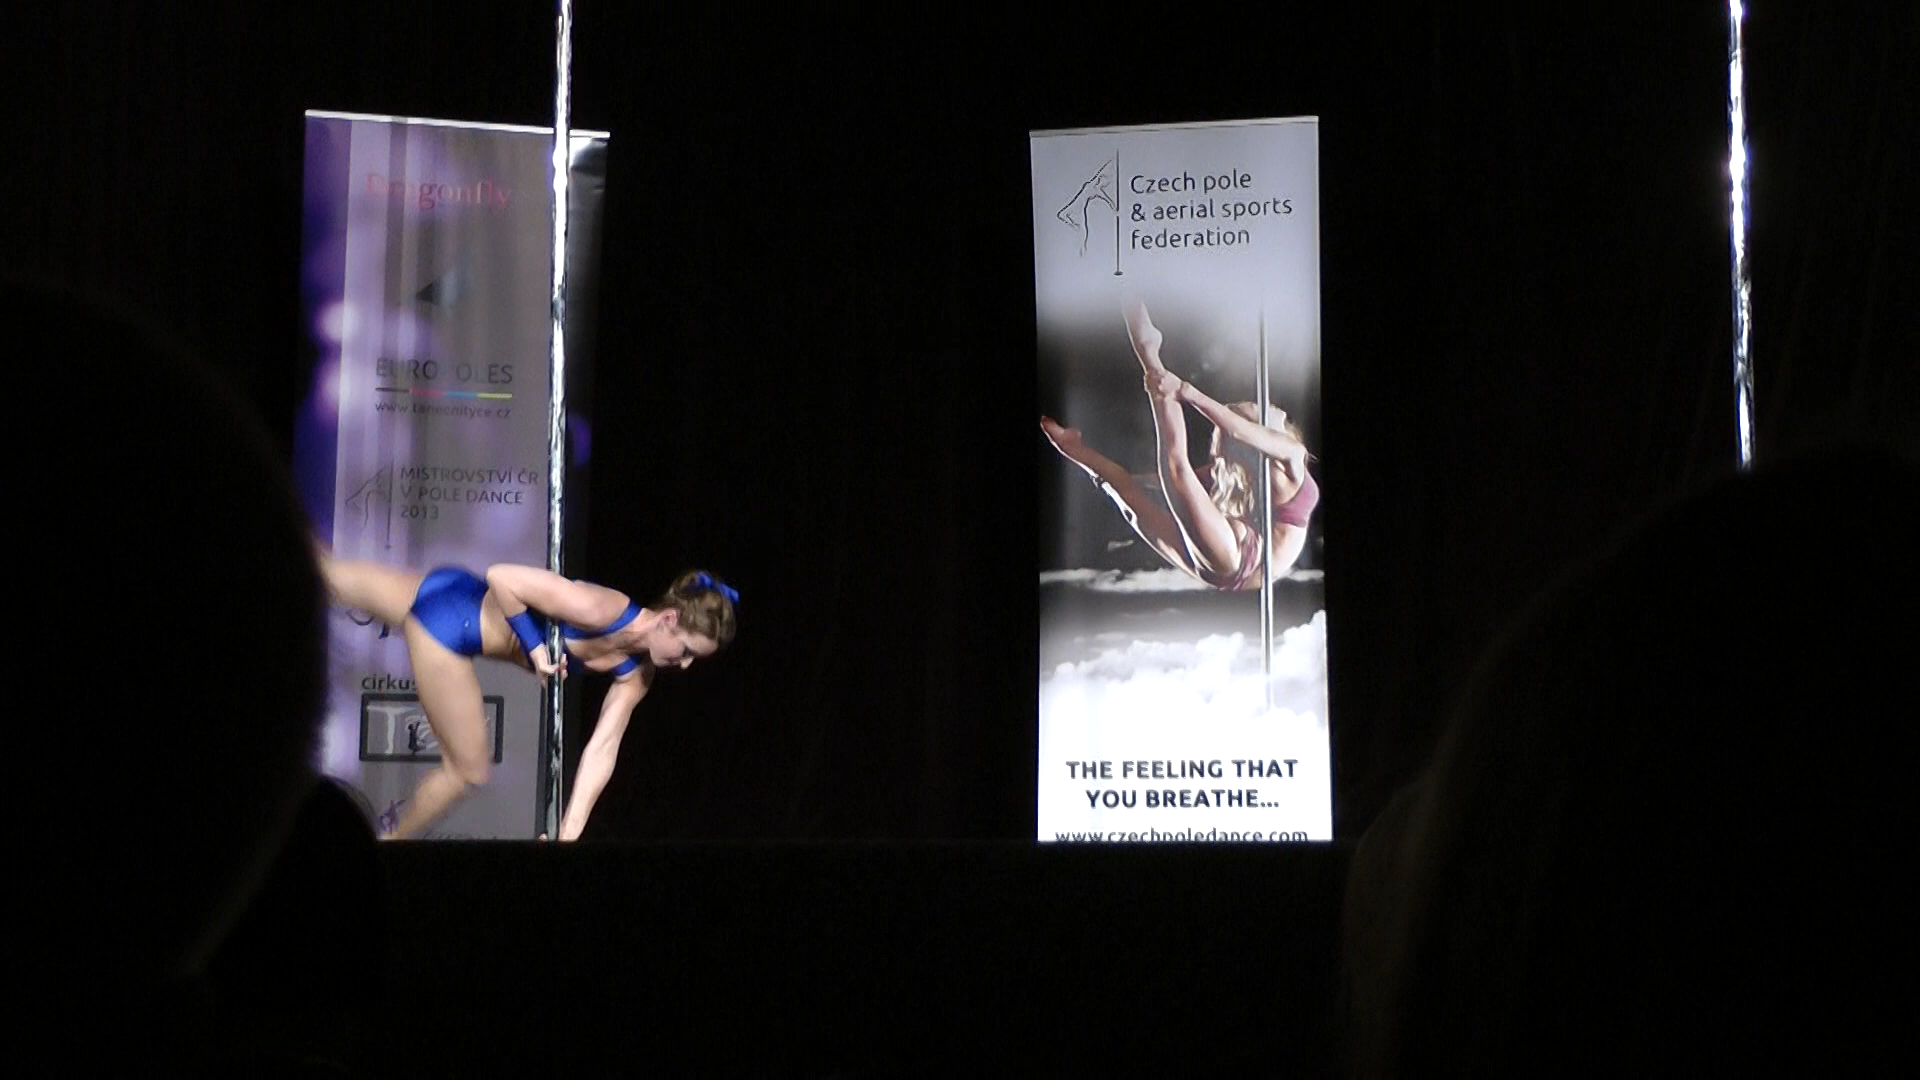 Dragonfly
EUROPOLES
www.tanecnityce.cz
MISTROVSTVÍ ČR
V POLE DANCE
2013
cirkus
Czech pole
& aerial sports
federation
THE FEELING THAT
YOU BREATHE...
www.czechpoledance.com